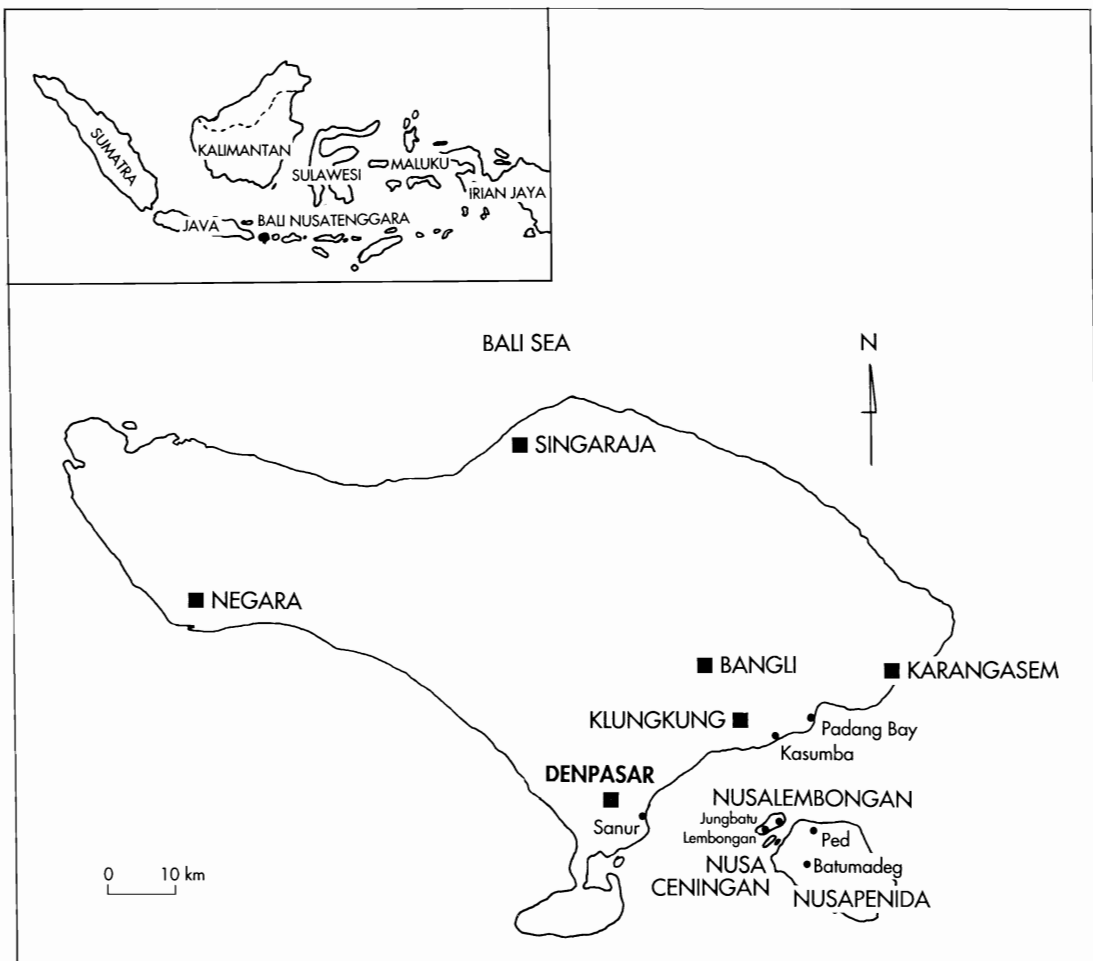 SUMATRA
KALIMANTAN
SULAWESI
MALUKU
IRIAN JAYA
JAVA
BALI NUSATENGGARA
BALI SEA
N
SINGARAJA
NEGARA
BANGLI
KARANGASEM
KLUNGKUNG
Padang Bay
Kasumba
DENPASAR
Sanur
NUSALEMBONGAN
Jungbatu
Lembongan
Ped
NUSA
CENINGAN
Batumadeg
NUSAPENIDA
0 10 km